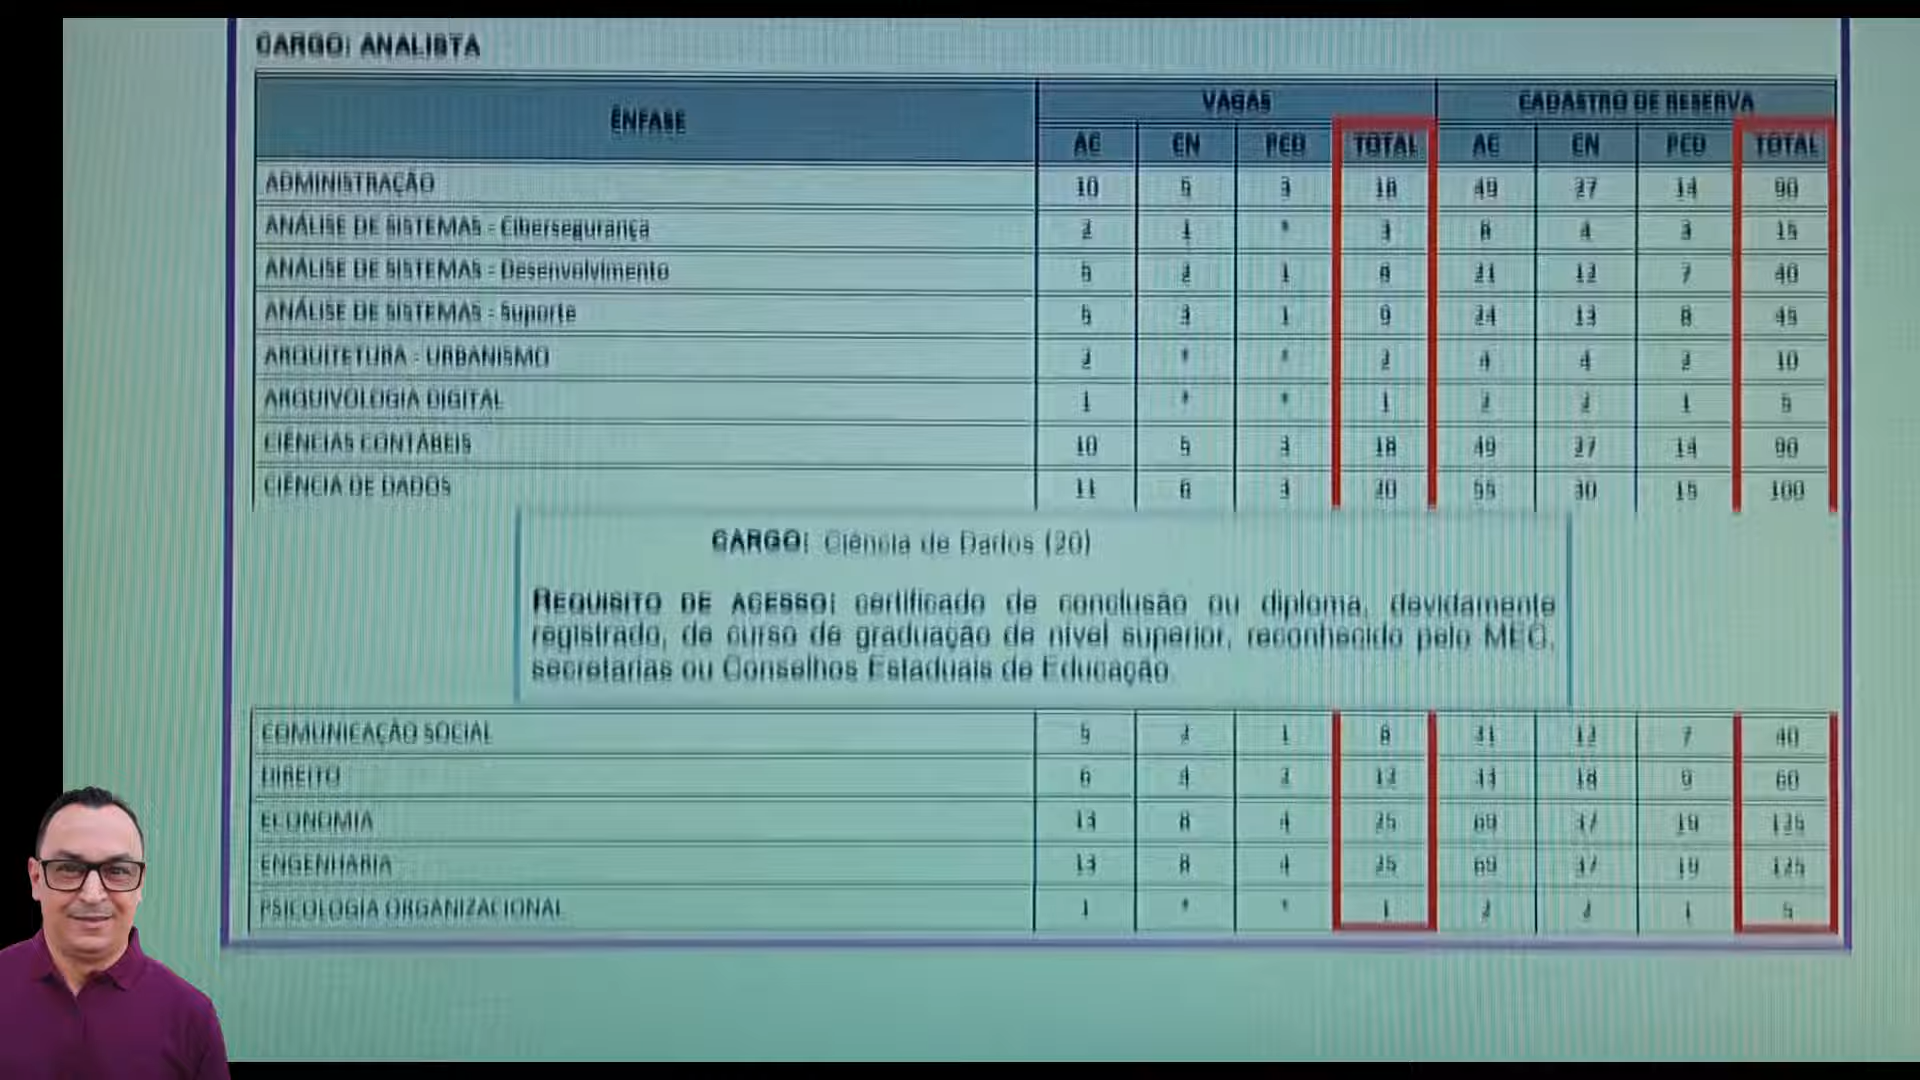 CARGO: ANALISTA
ÊNFASE VAGAS CADASTRO DE RESERVA
AC CN PCD TOTAL AC CN PCD TOTAL
ADMINISTRAÇÃO 10 5 3 18 49 27 14 90
ANÁLISE DE SISTEMAS - Cibersegurança 2 1 * 3 8 4 3 15
ANÁLISE DE SISTEMAS - Desenvolvimento 5 2 1 8 21 12 7 40
ANÁLISE DE SISTEMAS - Suporte 5 3 1 9 24 13 8 45
ARQUITETURA - URBANISMO 2 * * 2 4 4 2 10
ARQUIVOLOGIA DIGITAL 1 * * 1 2 2 1 5
CIÊNCIAS CONTÁBEIS 10 5 3 18 49 27 14 90
CIÊNCIA DE DADOS 11 6 3 20 55 30 15 100
CARGO: Ciência de Dados (20)
REQUISITO DE ACESSO: certificado de conclusão ou diploma, devidamente
registrado, de curso de graduação de nível superior, reconhecido pelo MEC,
secretarias ou Conselhos Estaduais de Educação.
COMUNICAÇÃO SOCIAL 5 2 1 8 21 12 7 40
DIREITO 6 4 2 12 33 18 9 60
ECONOMIA 13 8 4 25 69 37 19 125
ENGENHARIA 13 8 4 25 69 37 19 125
PSICOLOGIA ORGANIZACIONAL 1 * * 1 2 2 1 5